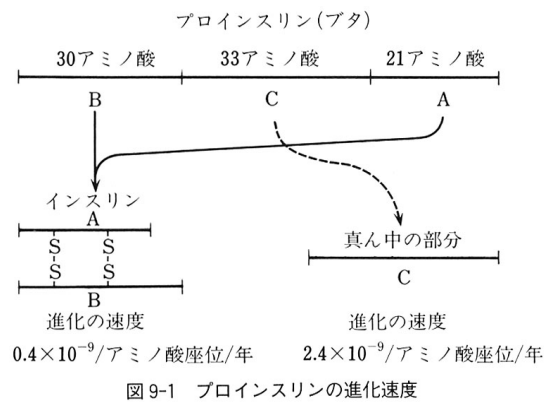 プロインスリン(ブタ)
30アミノ酸 33アミノ酸 21アミノ酸
B C A
インスリン
A
S S
S S
B
真ん中の部分
C
進化の速度
0.4×10⁻⁹/アミノ酸座位/年
進化の速度
2.4×10⁻⁹/アミノ酸座位/年
図9-1 プロインスリンの進化速度